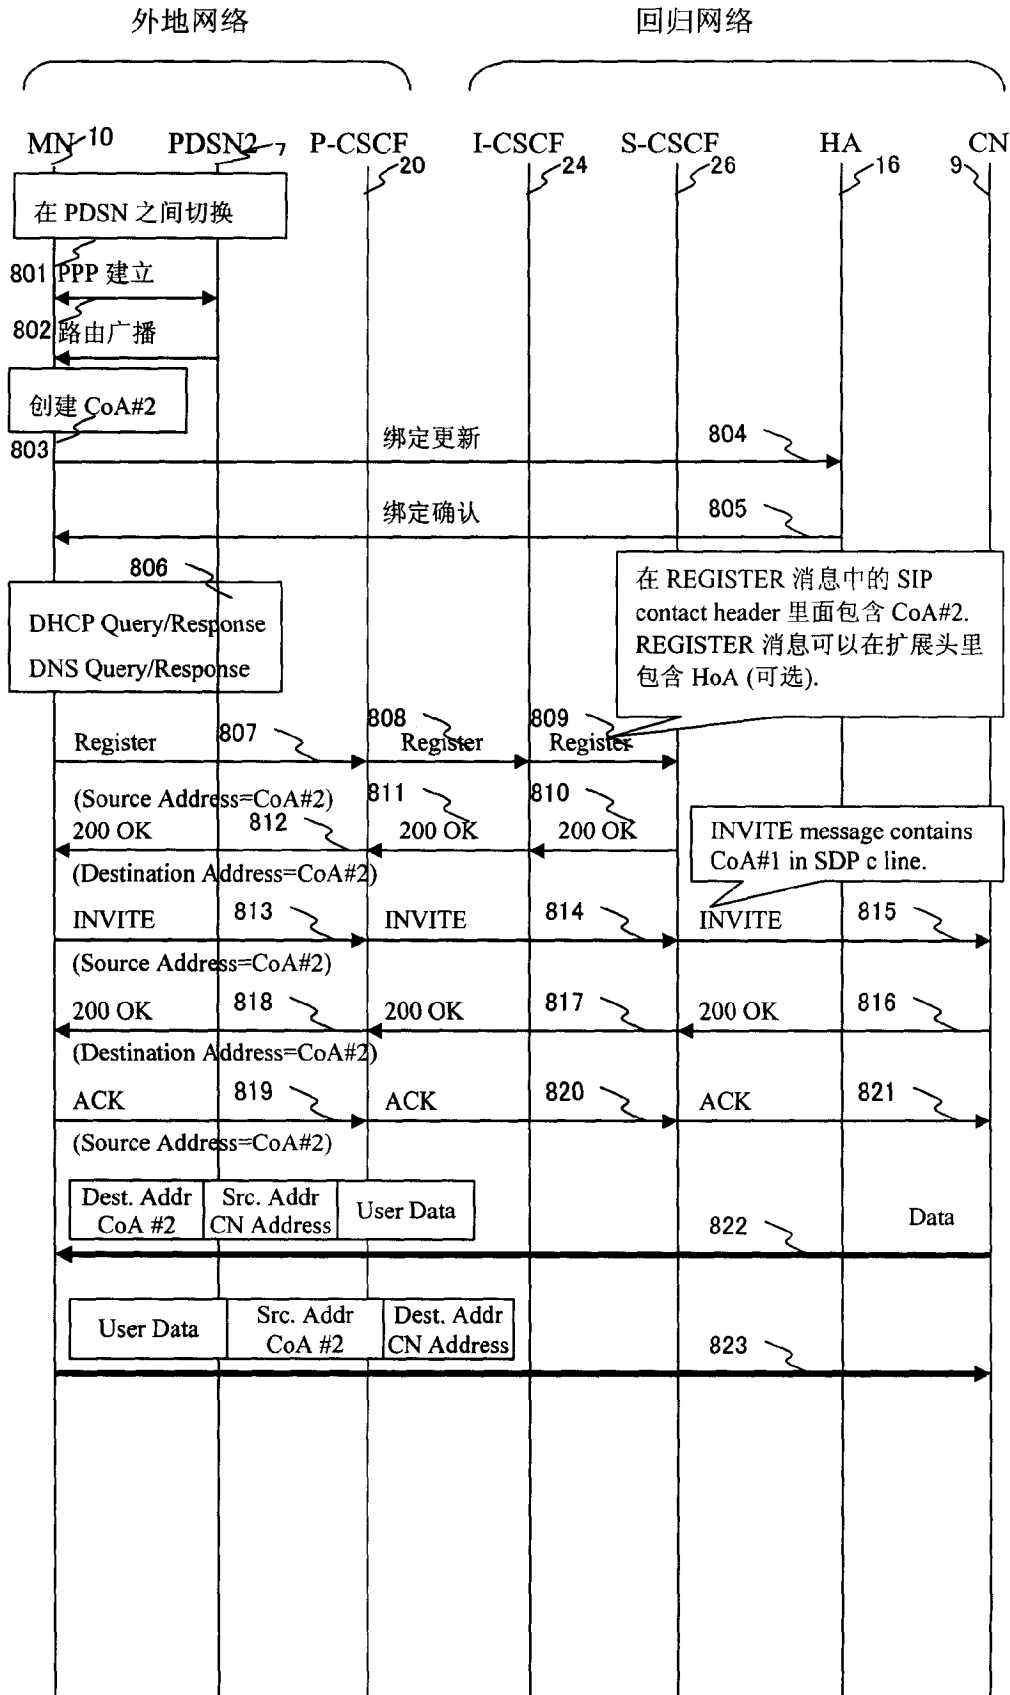 外地网络
回归网络
MN 10
PDSN2 7
P-CSCF 20
I-CSCF 24
S-CSCF 26
HA 16
CN 9
在 PDSN 之间切换
801 PPP 建立
802 路由广播
创建 CoA#2
803
绑定更新 804
绑定确认 805
806
DHCP Query/Response
DNS Query/Response
在 REGISTER 消息中的 SIP
contact header 里面包含 CoA#2.
REGISTER 消息可以在扩展头里
包含 HoA (可选).
Register 807
808 Register
809 Register
(Source Address=CoA#2)
200 OK 812
811 200 OK
810 200 OK
(Destination Address=CoA#2)
INVITE message contains
CoA#1 in SDP c line.
INVITE 813
INVITE 814
INVITE 815
(Source Address=CoA#2)
200 OK 818
200 OK 817
200 OK 816
(Destination Address=CoA#2)
ACK 819
ACK 820
ACK 821
(Source Address=CoA#2)
Dest. Addr
CoA #2
Src. Addr
CN Address
User Data
822
Data
User Data
Src. Addr
CoA #2
Dest. Addr
CN Address
823